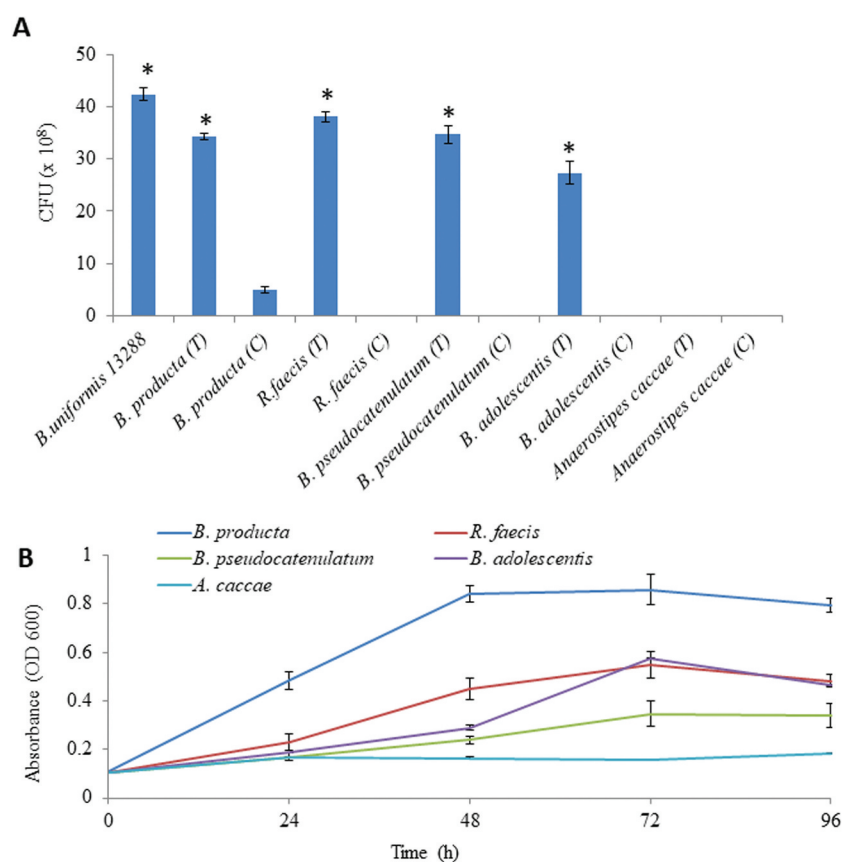 A
50
40
30
20
10
0
CFU (x 10⁸)
*
*
*
*
*
B.uniformis 13288
B. producta (T)
B. producta (C)
R.faecis (T)
R. faecis (C)
B. pseudocatenulatum (T)
B. pseudocatenulatum (C)
B. adolescentis (T)
B. adolescentis (C)
Anaerostipes caccae (T)
Anaerostipes caccae (C)
B
B. producta
R. faecis
B. pseudocatenulatum
B. adolescentis
A. caccae
1
0.8
0.6
0.4
0.2
0
Absorbance (OD 600)
0 24 48 72 96
Time (h)